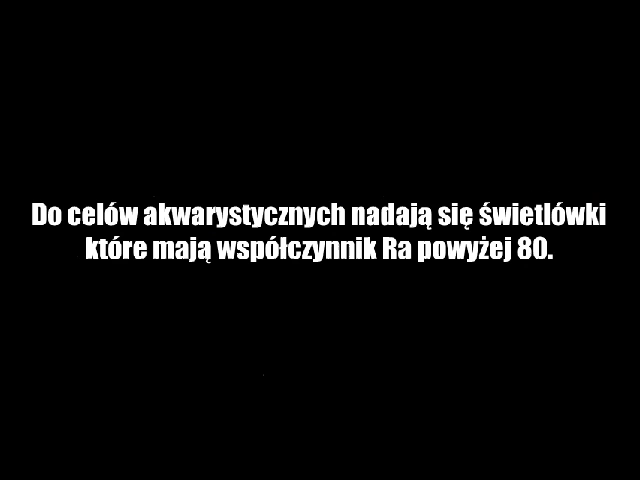 Do celów akwarystycznych nadają się świetlówki
które mają współczynnik Ra powyżej 80.